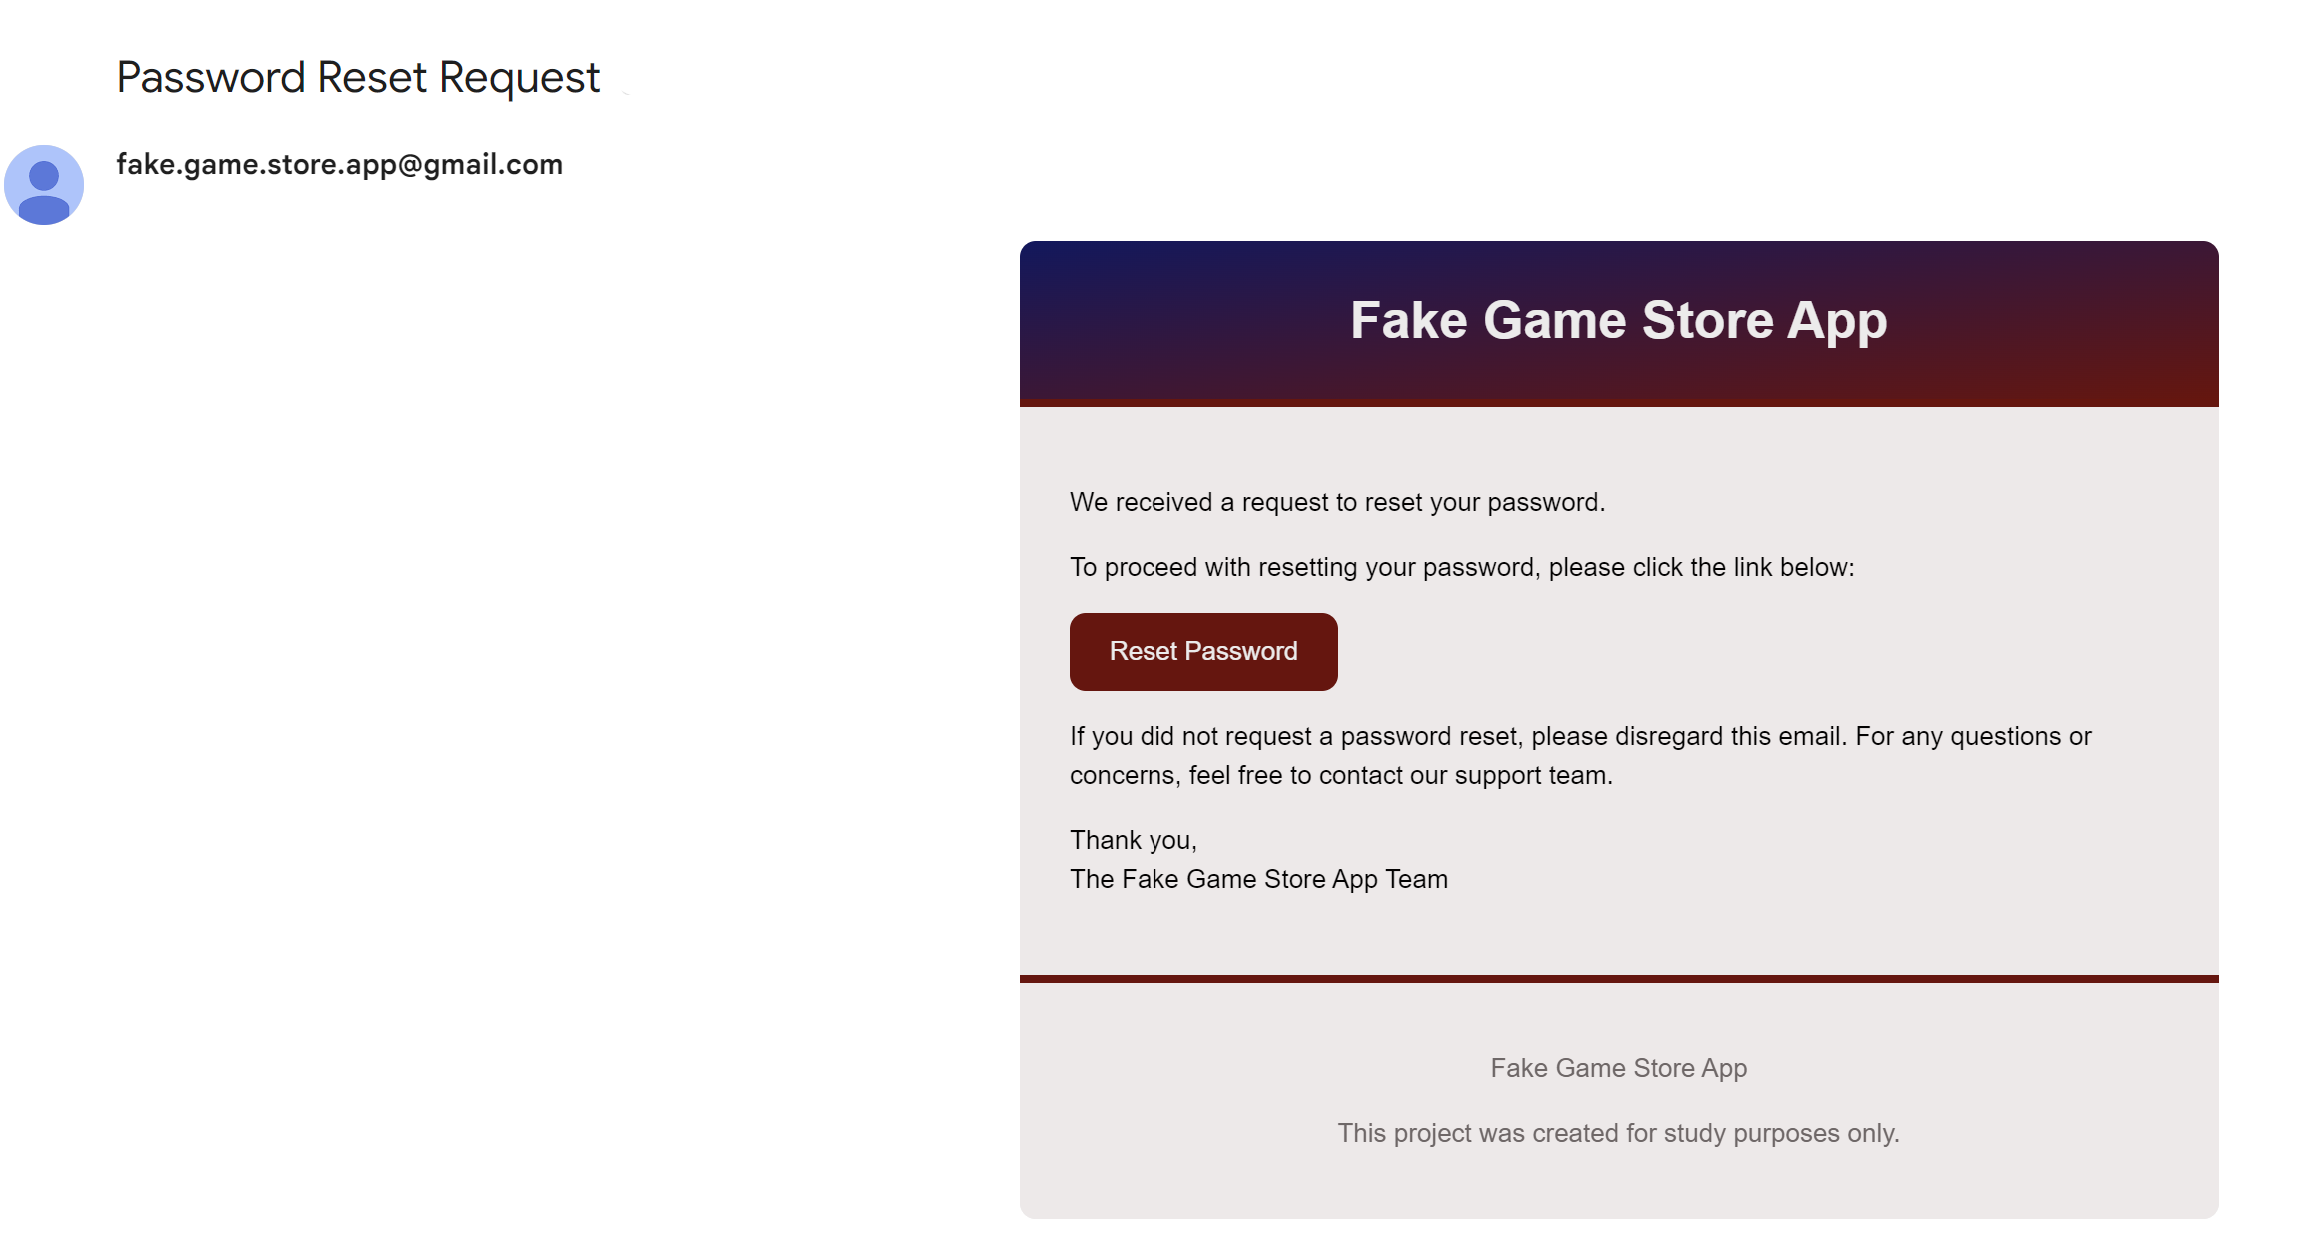 Password Reset Request
fake.game.store.app@gmail.com
Fake Game Store App
We received a request to reset your password.
To proceed with resetting your password, please click the link below:
Reset Password
If you did not request a password reset, please disregard this email. For any questions or
concerns, feel free to contact our support team.
Thank you,
The Fake Game Store App Team
Fake Game Store App
This project was created for study purposes only.